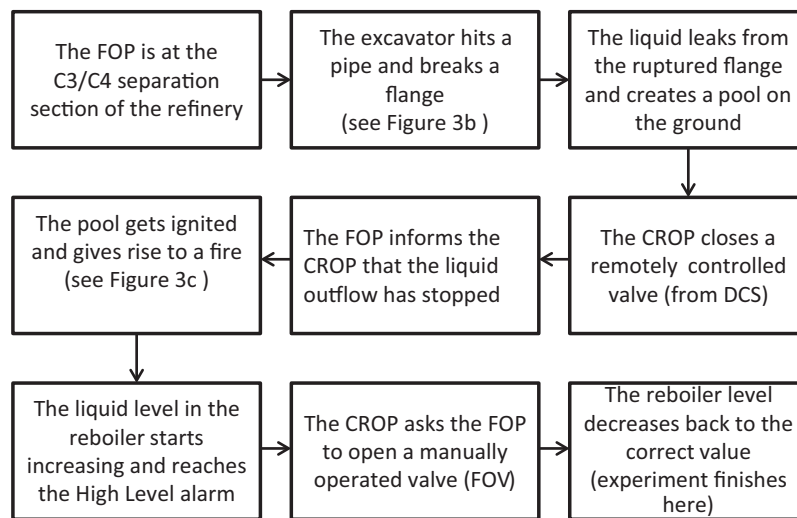 The FOP is at the
C3/C4 separation
section of the refinery
The excavator hits a
pipe and breaks a
flange
(see Figure 3b )
The liquid leaks from
the ruptured flange
and creates a pool on
the ground
The CROP closes a
remotely controlled
valve (from DCS)
The FOP informs the
CROP that the liquid
outflow has stopped
The pool gets ignited
and gives rise to a fire
(see Figure 3c )
The liquid level in the
reboiler starts
increasing and reaches
the High Level alarm
The CROP asks the FOP
to open a manually
operated valve (FOV)
The reboiler level
decreases back to the
correct value
(experiment finishes
here)